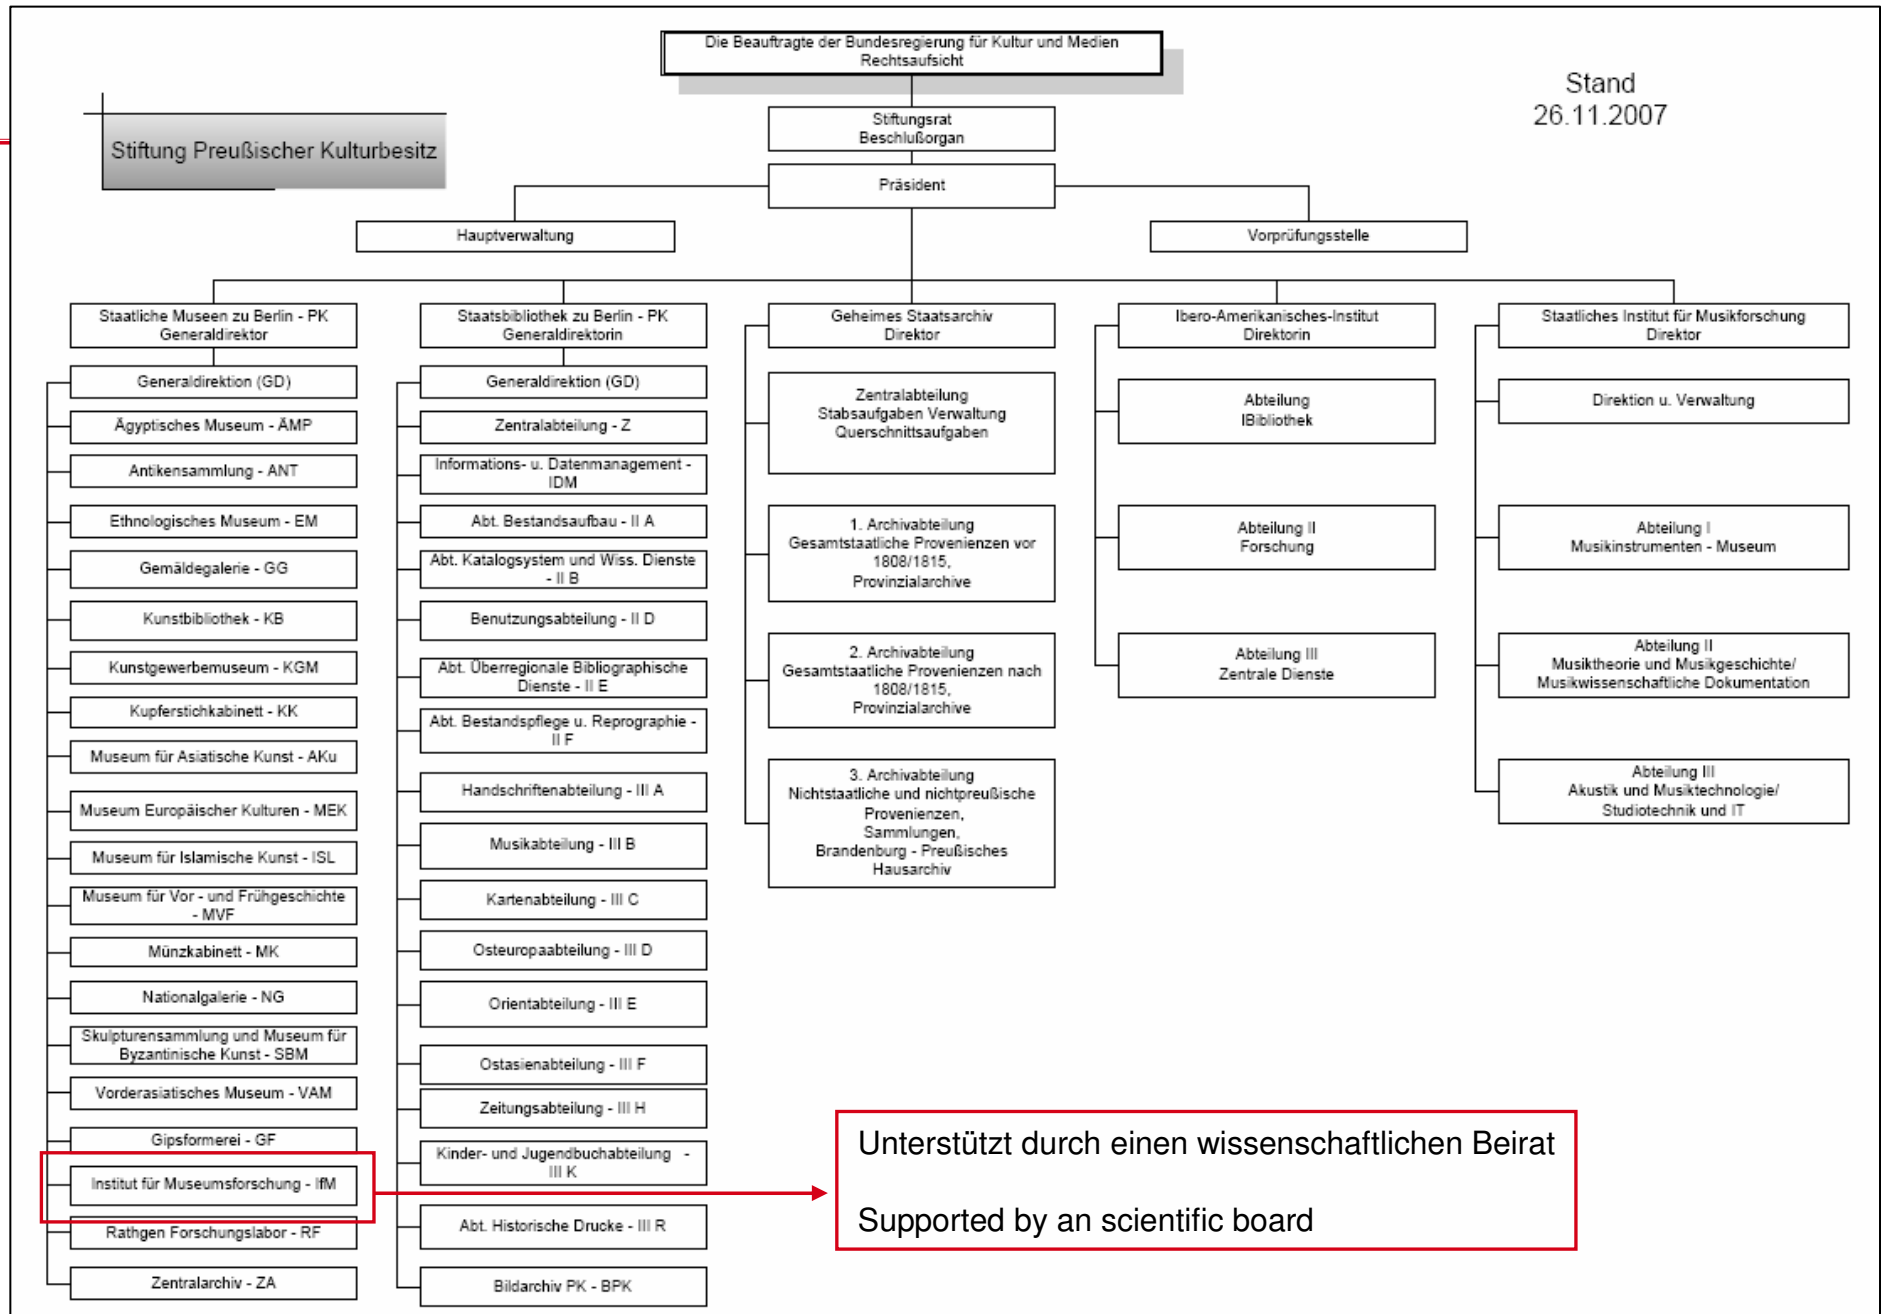 Die Beauftragte der Bundesregierung für Kultur und Medien
Rechtsaufsicht
Stand
26.11.2007
Stiftung Preußischer Kulturbesitz
Stiftungsrat
Beschlußorgan
Präsident
Hauptverwaltung
Vorprüfungsstelle
Staatliche Museen zu Berlin - PK
Generaldirektor
Generaldirektion (GD)
Ägyptisches Museum - ÄMP
Antikensammlung - ANT
Ethnologisches Museum - EM
Gemäldegalerie - GG
Kunstbibliothek - KB
Kunstgewerbemuseum - KGM
Kupferstichkabinett - KK
Museum für Asiatische Kunst - AKu
Museum Europäischer Kulturen - MEK
Museum für Islamische Kunst - ISL
Museum für Vor - und Frühgeschichte
- MVF
Münzkabinett - MK
Nationalgalerie - NG
Skulpturensammlung und Museum für
Byzantinische Kunst - SBM
Vorderasiatisches Museum - VAM
Gipsformerei - GF
Institut für Museumsforschung - IfM
Rathgen Forschungslabor - RF
Zentralarchiv - ZA
Staatsbibliothek zu Berlin - PK
Generaldirektorin
Generaldirektion (GD)
Zentralabteilung - Z
Informations- u. Datenmanagement -
IDM
Abt. Bestandsaufbau - II A
Abt. Katalogsystem und Wiss. Dienste
- II B
Benutzungsabteilung - II D
Abt. Überregionale Bibliographische
Dienste - II E
Abt. Bestandspflege u. Reprographie -
II F
Handschriftenabteilung - III A
Musikabteilung - III B
Kartenabteilung - III C
Osteuropaabteilung - III D
Orientabteilung - III E
Ostasienabteilung - III F
Zeitungsabteilung - III H
Kinder- und Jugendbuchabteilung -
III K
Abt. Historische Drucke - III R
Bildarchiv PK - BPK
Geheimes Staatsarchiv
Direktor
Zentralabteilung
Stabsaufgaben Verwaltung
Querschnittsaufgaben
1. Archivabteilung
Gesamtstaatliche Provenienzen vor
1808/1815,
Provinzialarchive
2. Archivabteilung
Gesamtstaatliche Provenienzen nach
1808/1815,
Provinzialarchive
3. Archivabteilung
Nichtstaatliche und nichtpreußische
Provenienzen,
Sammlungen,
Brandenburg - Preußisches
Hausarchiv
Ibero-Amerikanisches-Institut
Direktorin
Abteilung
IBibliothek
Abteilung II
Forschung
Abteilung III
Zentrale Dienste
Staatliches Institut für Musikforschung
Direktor
Direktion u. Verwaltung
Abteilung I
Musikinstrumenten - Museum
Abteilung II
Musiktheorie und Musikgeschichte/
Musikwissenschaftliche Dokumentation
Abteilung III
Akustik und Musiktechnologie/
Studiotechnik und IT
Unterstützt durch einen wissenschaftlichen Beirat
Supported by an scientific board